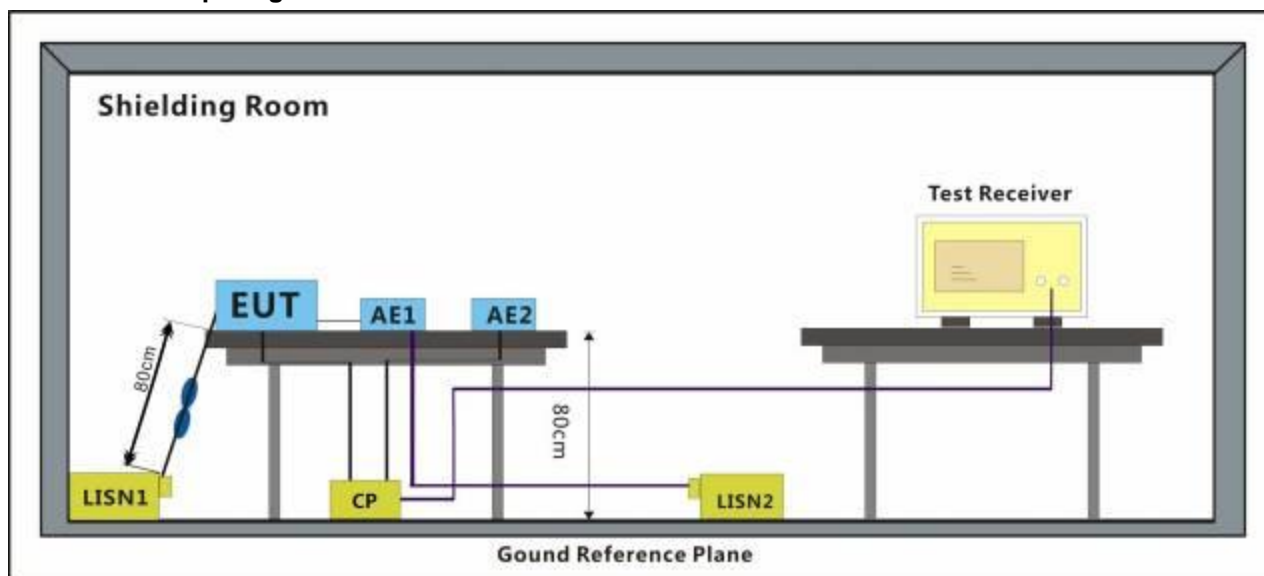 Shielding Room
Test Receiver
EUT
AE1
AE2
80cm
80cm
LISN1
CP
LISN2
Gound Reference Plane